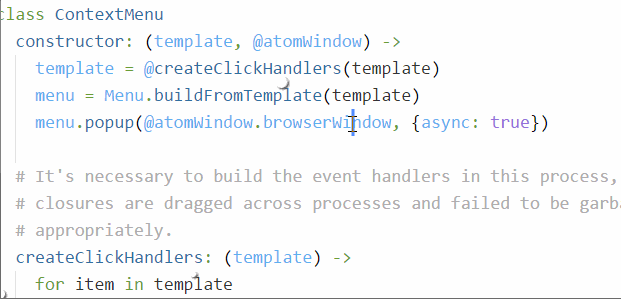 class ContextMenu
constructor: (template, @atomWindow) ->
template = @createClickHandlers(template)
menu = Menu.buildFromTemplate(template)
menu.popup(@atomWindow.browserWindow, {async: true})
# It's necessary to build the event handlers in this process,
# closures are dragged across processes and failed to be garba
# appropriately.
createClickHandlers: (template) ->
for item in template